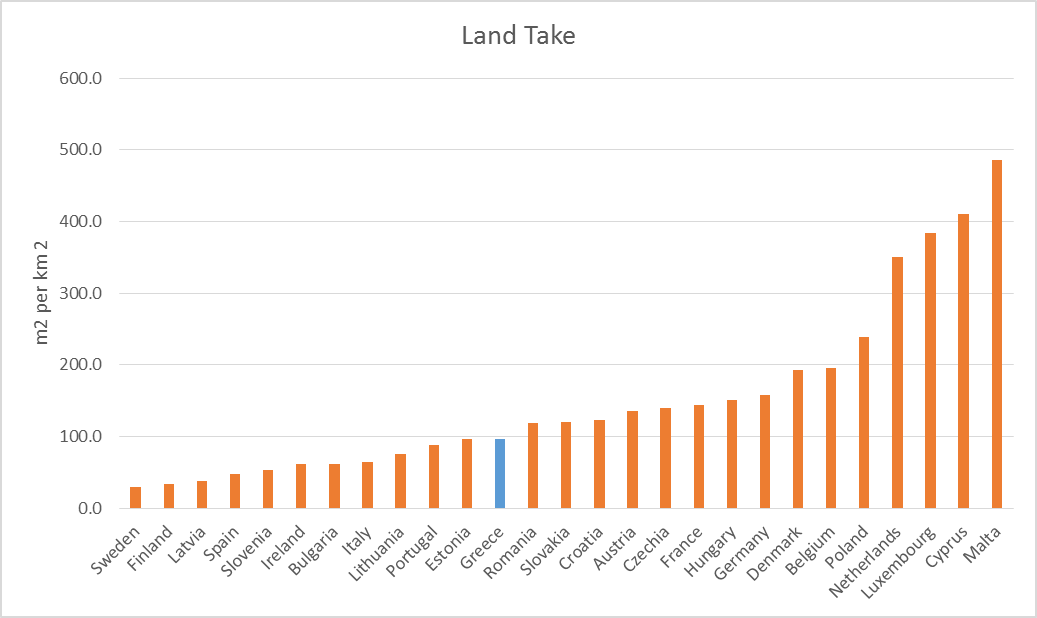 Land Take
600.0
500.0
400.0
300.0
200.0
100.0
0.0
m2 per km 2
Sweden
Finland
Latvia
Spain
Slovenia
Ireland
Bulgaria
Italy
Lithuania
Portugal
Estonia
Greece
Romania
Slovakia
Croatia
Austria
Czechia
France
Hungary
Germany
Denmark
Belgium
Poland
Netherlands
Luxembourg
Cyprus
Malta